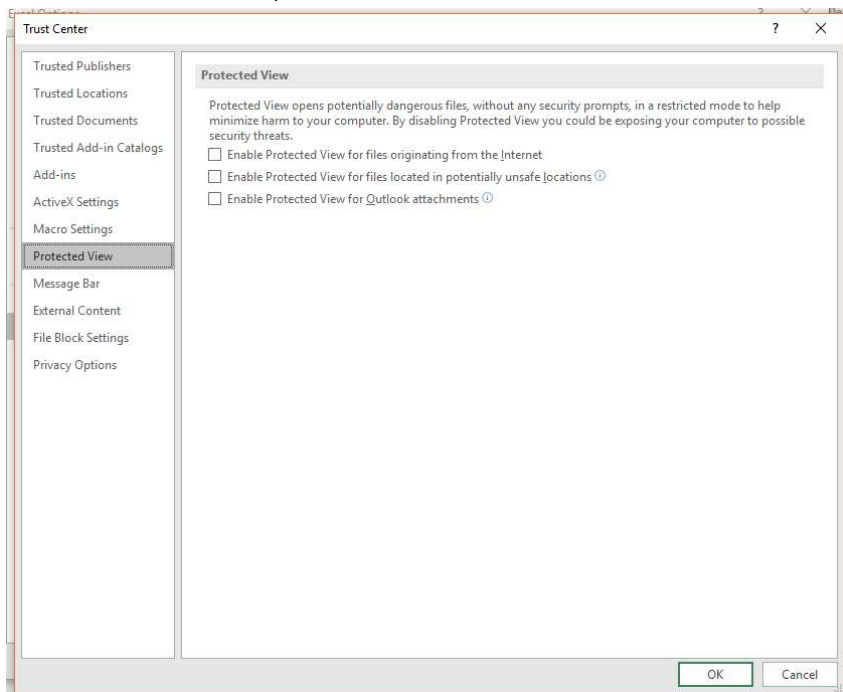 Excel Options
Trust Center
Trusted Publishers
Trusted Locations
Trusted Documents
Trusted Add-in Catalogs
Add-ins
ActiveX Settings
Macro Settings
Protected View
Message Bar
External Content
File Block Settings
Privacy Options
Protected View
Protected View opens potentially dangerous files, without any security prompts, in a restricted mode to help
minimize harm to your computer. By disabling Protected View you could be exposing your computer to possible
security threats.
Enable Protected View for files originating from the Internet
Enable Protected View for files located in potentially unsafe locations
Enable Protected View for Outlook attachments
OK
Cancel